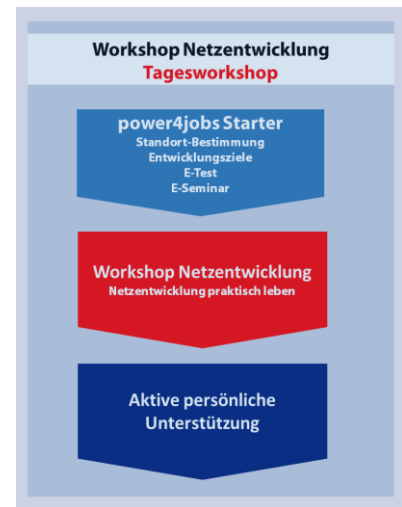 Workshop Netzentwicklung
Tagesworkshop
power4jobs Starter
Standort-Bestimmung
Entwicklungsziele
E-Test
E-Seminar
Workshop Netzentwicklung
Netzentwicklung praktisch leben
Aktive persönliche
Unterstützung